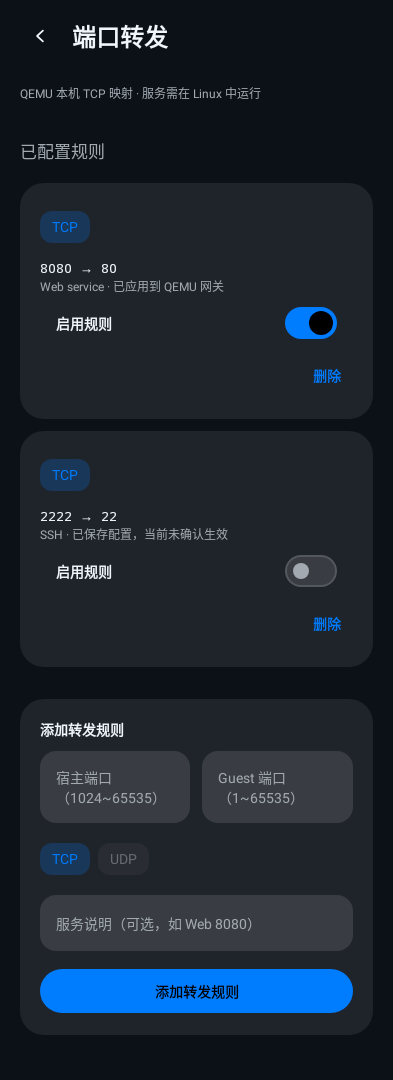 端口转发
QEMU 本机 TCP 映射 · 服务需在 Linux 中运行
已配置规则
TCP
8080 → 80
Web service · 已应用到 QEMU 网关
启用规则
删除
TCP
2222 → 22
SSH · 已保存配置，当前未确认生效
启用规则
删除
添加转发规则
宿主端口
（1024~65535）
Guest 端口
（1~65535）
TCP
UDP
服务说明（可选，如 Web 8080）
添加转发规则